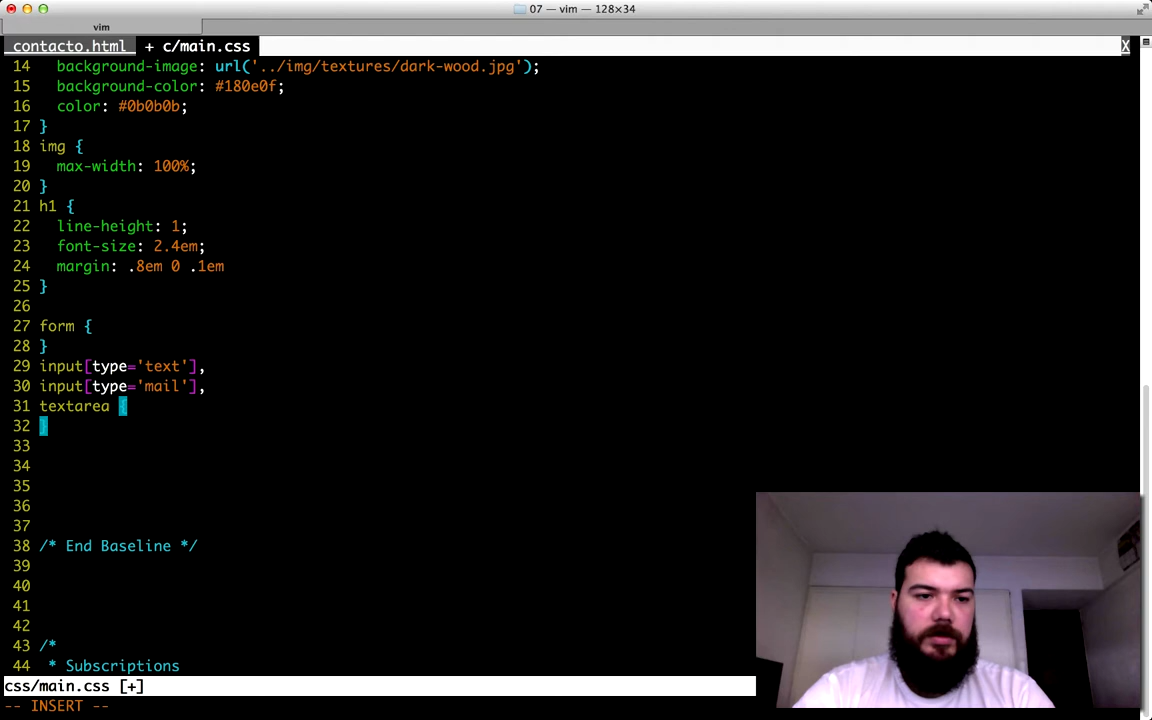 07 — vim — 128×34
vim
contacto.html + c/main.css X
14 background-image: url('../img/textures/dark-wood.jpg');
15 background-color: #180e0f;
16 color: #0b0b0b;
17 }
18 img {
19 max-width: 100%;
20 }
21 h1 {
22 line-height: 1;
23 font-size: 2.4em;
24 margin: .8em 0 .1em
25 }
26
27 form {
28 }
29 input[type='text'],
30 input[type='mail'],
31 textarea {
32 }
33
34
35
36
37
38 /* End Baseline */
39
40
41
42
43 /*
44 * Subscriptions
css/main.css [+]
-- INSERT --